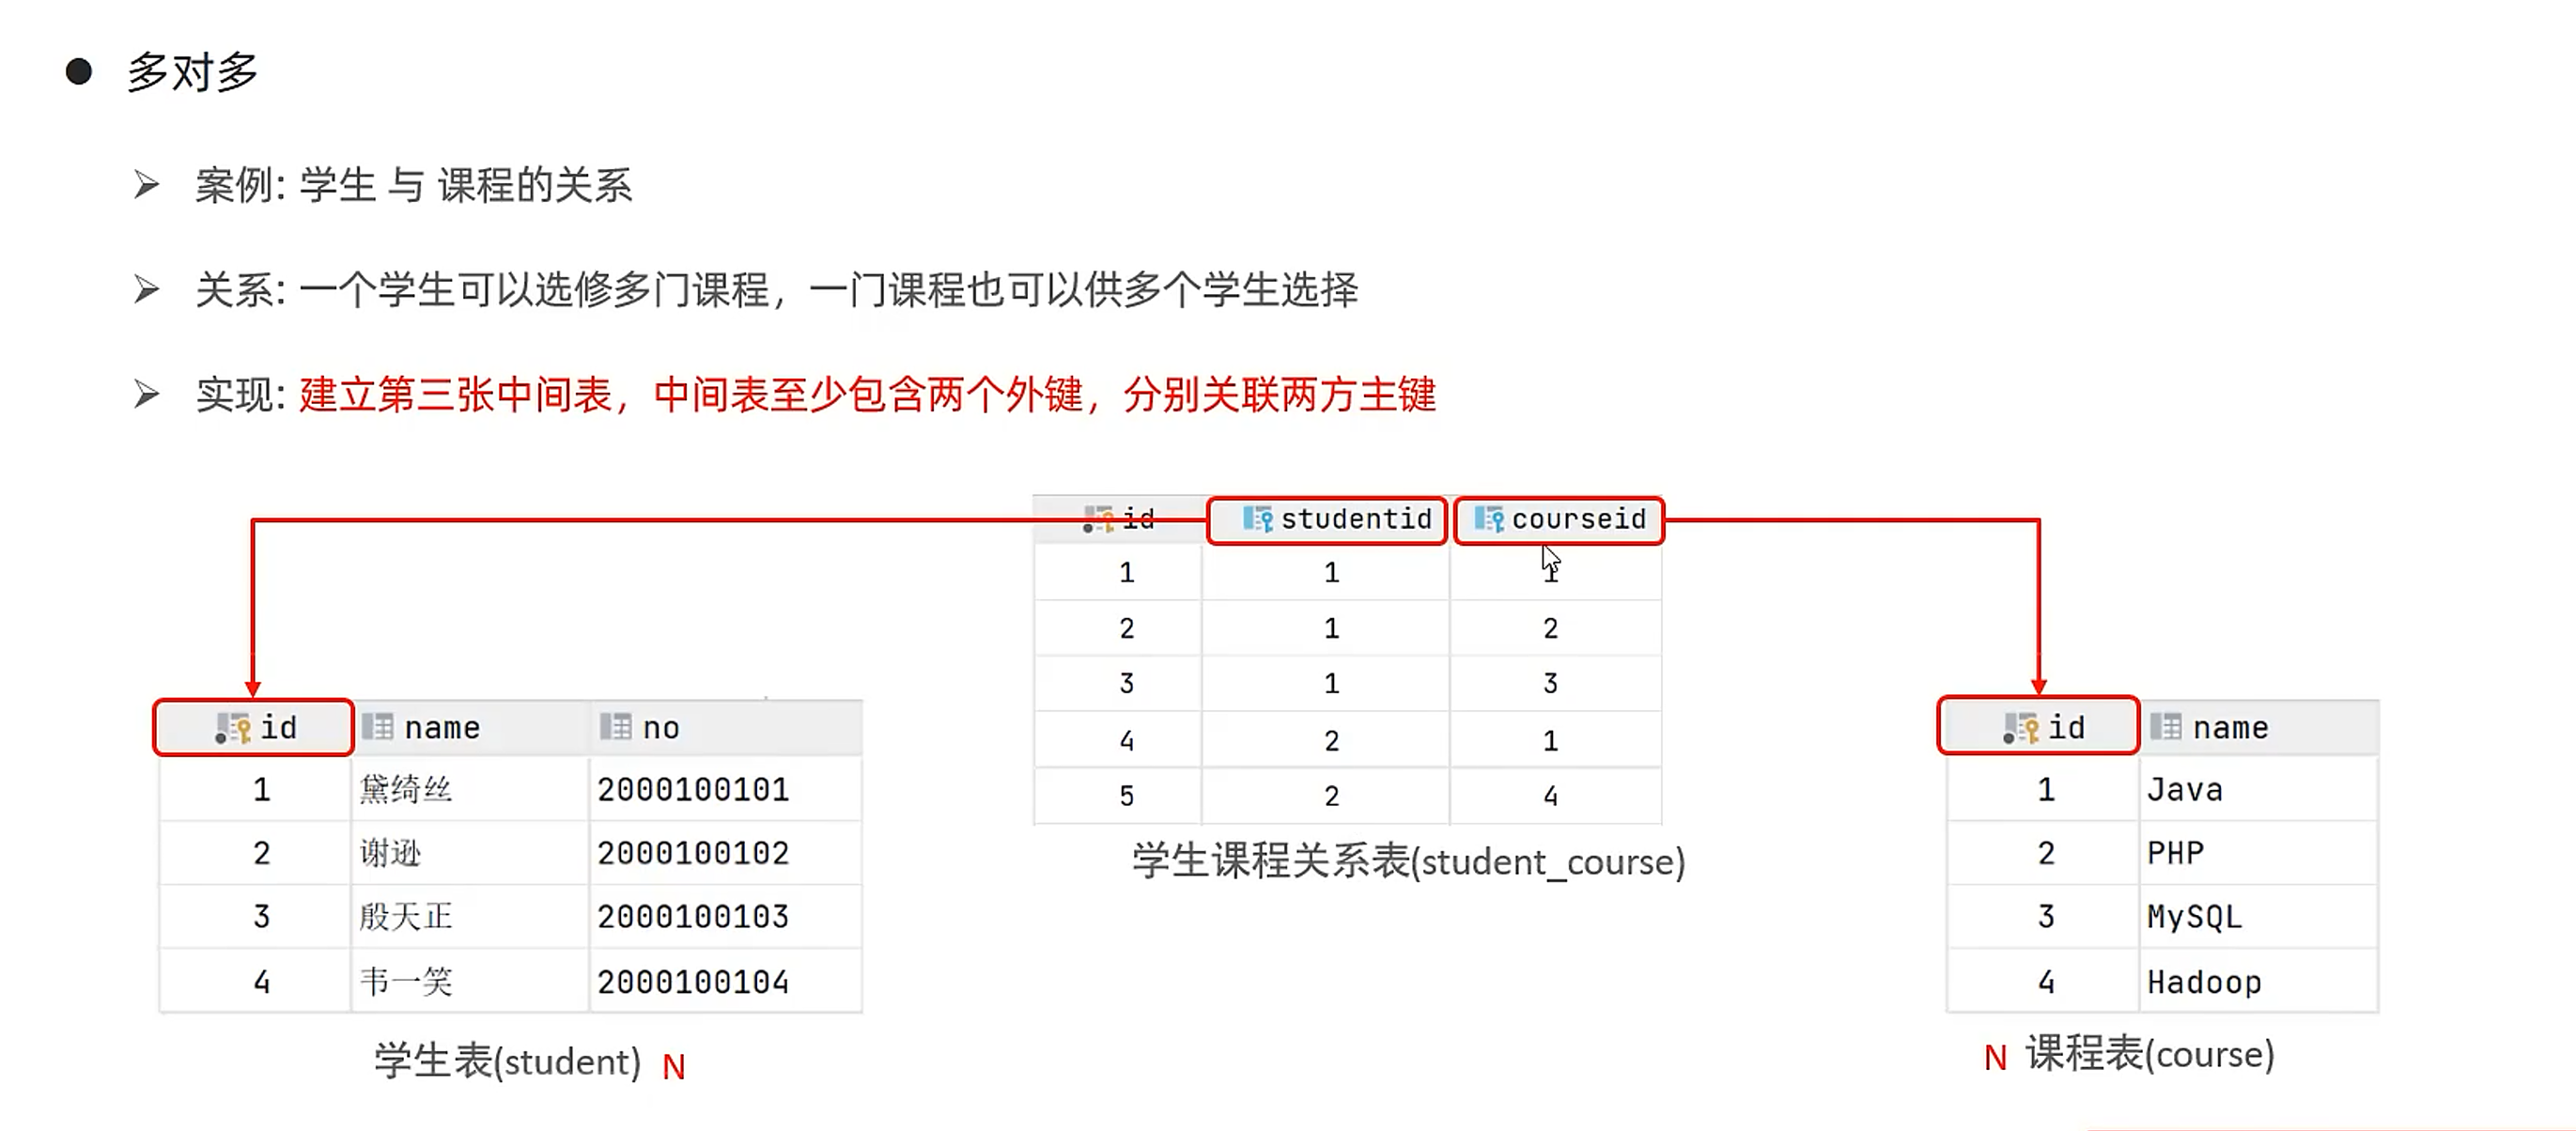 多对多
案例: 学生 与 课程的关系
关系: 一个学生可以选修多门课程，一门课程也可以供多个学生选择
实现: 建立第三张中间表，中间表至少包含两个外键，分别关联两方主键
id studentid courseid
1 1 1
2 1 2
3 1 3
4 2 1
5 2 4
学生课程关系表(student_course)
id name no
1 黛绮丝 2000100101
2 谢逊 2000100102
3 殷天正 2000100103
4 韦一笑 2000100104
学生表(student) N
id name
1 Java
2 PHP
3 MySQL
4 Hadoop
N 课程表(course)